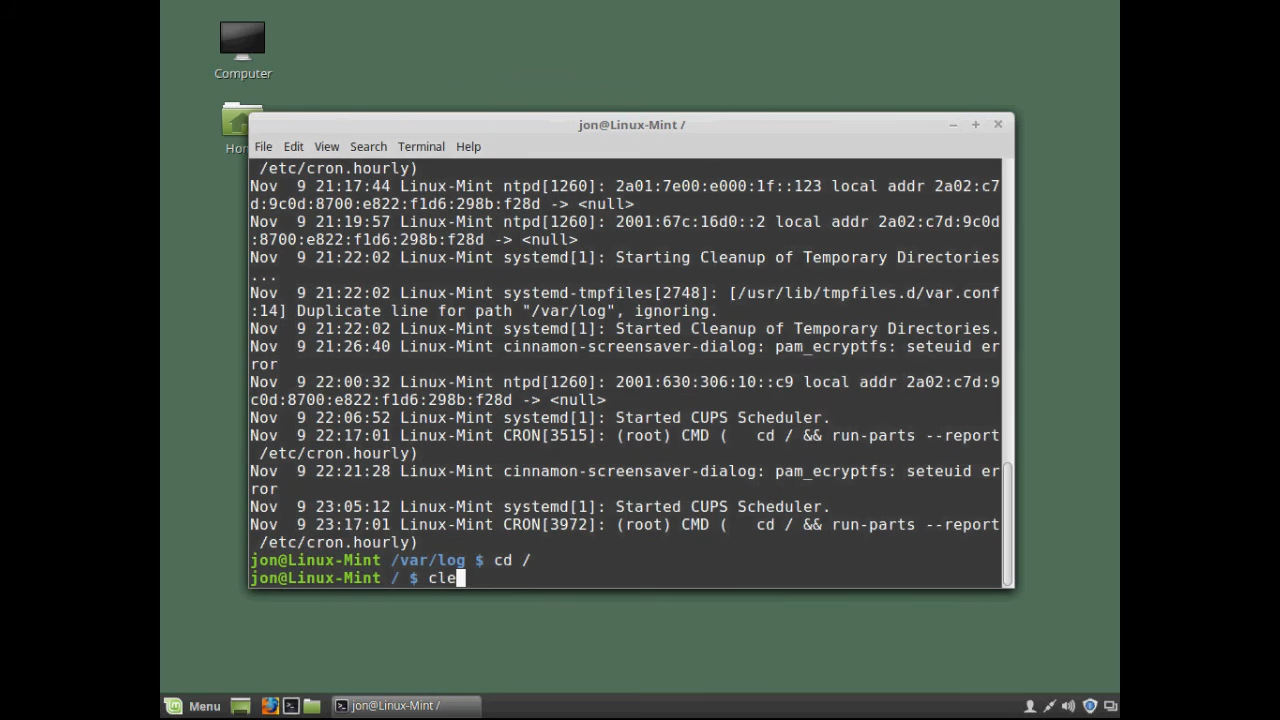 Computer
Hom
jon@Linux-Mint /
File Edit View Search Terminal Help
 /etc/cron.hourly)
Nov  9 21:17:44 Linux-Mint ntpd[1260]: 2a01:7e00:e000:1f::123 local addr 2a02:c7
d:9c0d:8700:e822:f1d6:298b:f28d -> <null>
Nov  9 21:19:57 Linux-Mint ntpd[1260]: 2001:67c:16d0::2 local addr 2a02:c7d:9c0d
:8700:e822:f1d6:298b:f28d -> <null>
Nov  9 21:22:02 Linux-Mint systemd[1]: Starting Cleanup of Temporary Directories
...
Nov  9 21:22:02 Linux-Mint systemd-tmpfiles[2748]: [/usr/lib/tmpfiles.d/var.conf
:14] Duplicate line for path "/var/log", ignoring.
Nov  9 21:22:02 Linux-Mint systemd[1]: Started Cleanup of Temporary Directories.
Nov  9 21:26:40 Linux-Mint cinnamon-screensaver-dialog: pam_ecryptfs: seteuid er
ror
Nov  9 22:00:32 Linux-Mint ntpd[1260]: 2001:630:306:10::c9 local addr 2a02:c7d:9
c0d:8700:e822:f1d6:298b:f28d -> <null>
Nov  9 22:06:52 Linux-Mint systemd[1]: Started CUPS Scheduler.
Nov  9 22:17:01 Linux-Mint CRON[3515]: (root) CMD (   cd / && run-parts --report
 /etc/cron.hourly)
Nov  9 22:21:28 Linux-Mint cinnamon-screensaver-dialog: pam_ecryptfs: seteuid er
ror
Nov  9 23:05:12 Linux-Mint systemd[1]: Started CUPS Scheduler.
Nov  9 23:17:01 Linux-Mint CRON[3972]: (root) CMD (   cd / && run-parts --report
 /etc/cron.hourly)
jon@Linux-Mint /var/log $ cd /
jon@Linux-Mint / $ cle
Menu jon@Linux-Mint /